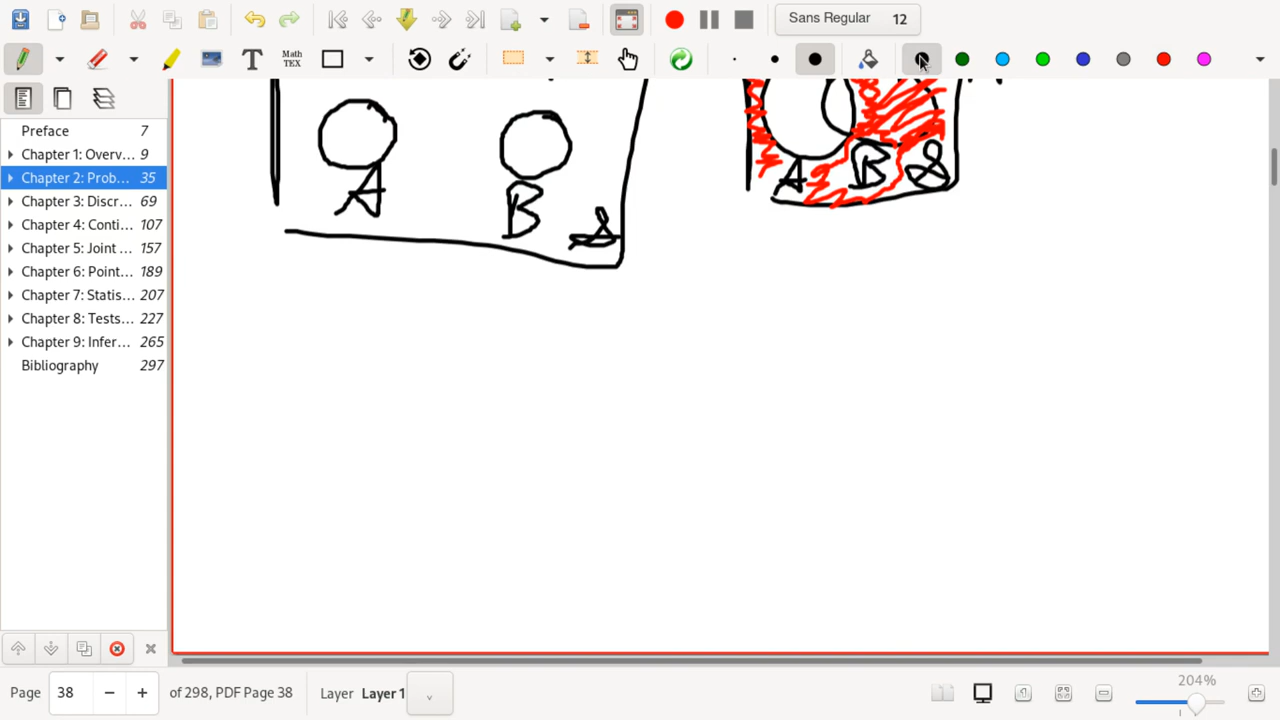 Sans Regular 12
Math
TEX
Preface 7
Chapter 1: Overv... 9
Chapter 2: Prob... 35
Chapter 3: Discr... 69
Chapter 4: Conti... 107
Chapter 5: Joint ... 157
Chapter 6: Point... 189
Chapter 7: Statis... 207
Chapter 8: Tests... 227
Chapter 9: Infer... 265
Bibliography 297
A B S
A B S
Page 38 of 298, PDF Page 38 Layer Layer 1 204%